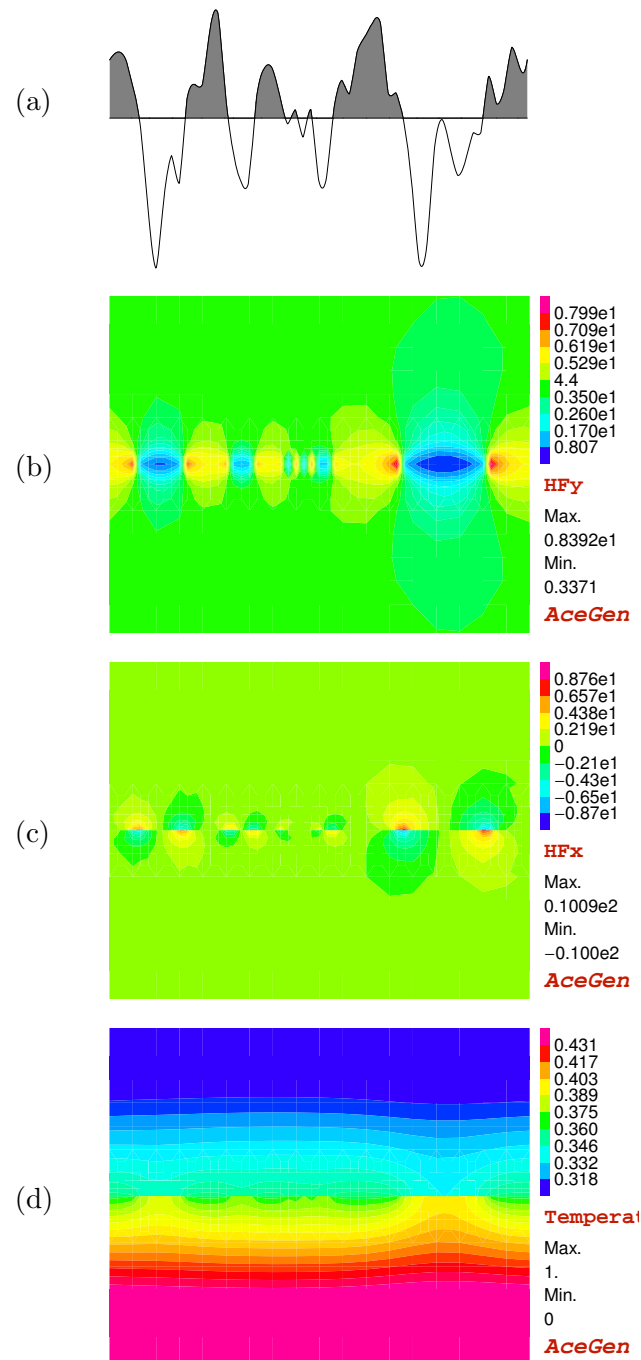 (a)
(b)
0.799e1
0.709e1
0.619e1
0.529e1
4.4
0.350e1
0.260e1
0.170e1
0.807
HFy
Max.
0.8392e1
Min.
0.3371
AceGen
(c)
0.876e1
0.657e1
0.438e1
0.219e1
0
−0.21e1
−0.43e1
−0.65e1
−0.87e1
HFx
Max.
0.1009e2
Min.
−0.100e2
AceGen
(d)
0.431
0.417
0.403
0.389
0.375
0.360
0.346
0.332
0.318
Temperat
Max.
1.
Min.
0
AceGen